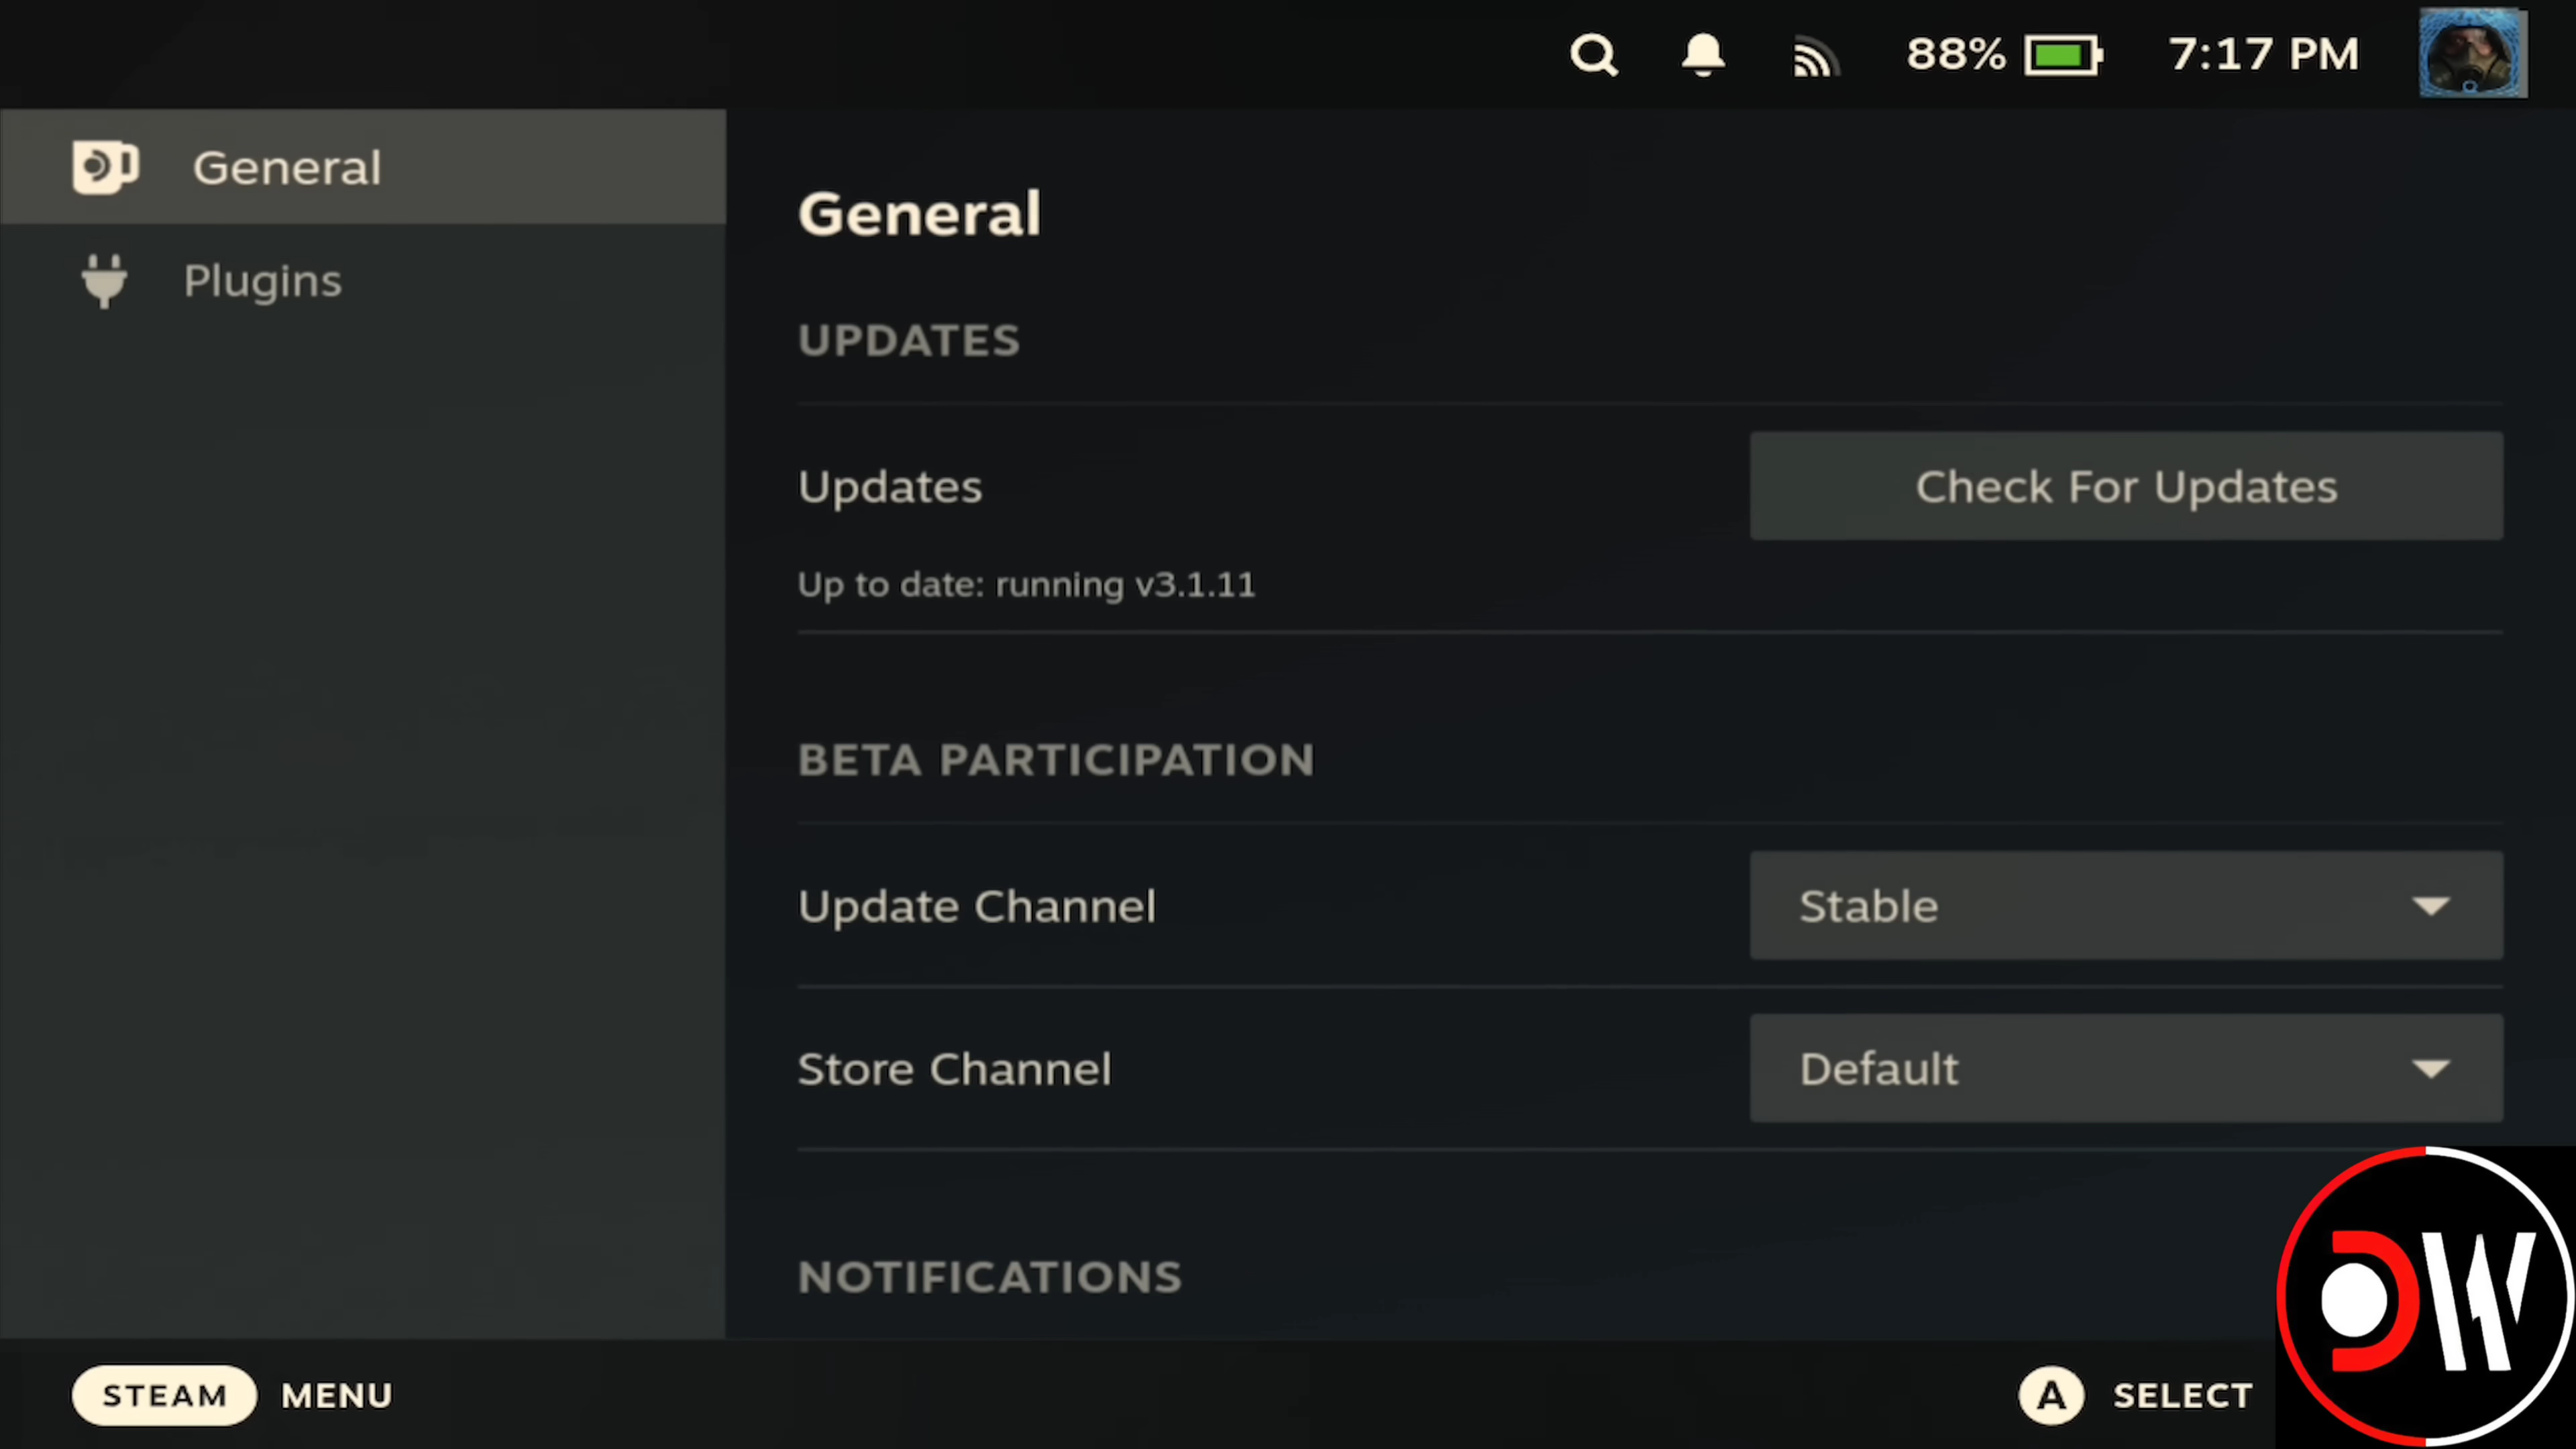 88%
7:17 PM
General
Plugins
General
UPDATES
Updates
Check For Updates
Up to date: running v3.1.11
BETA PARTICIPATION
Update Channel
Stable
Store Channel
Default
NOTIFICATIONS
STEAM MENU
A SELECT
DW